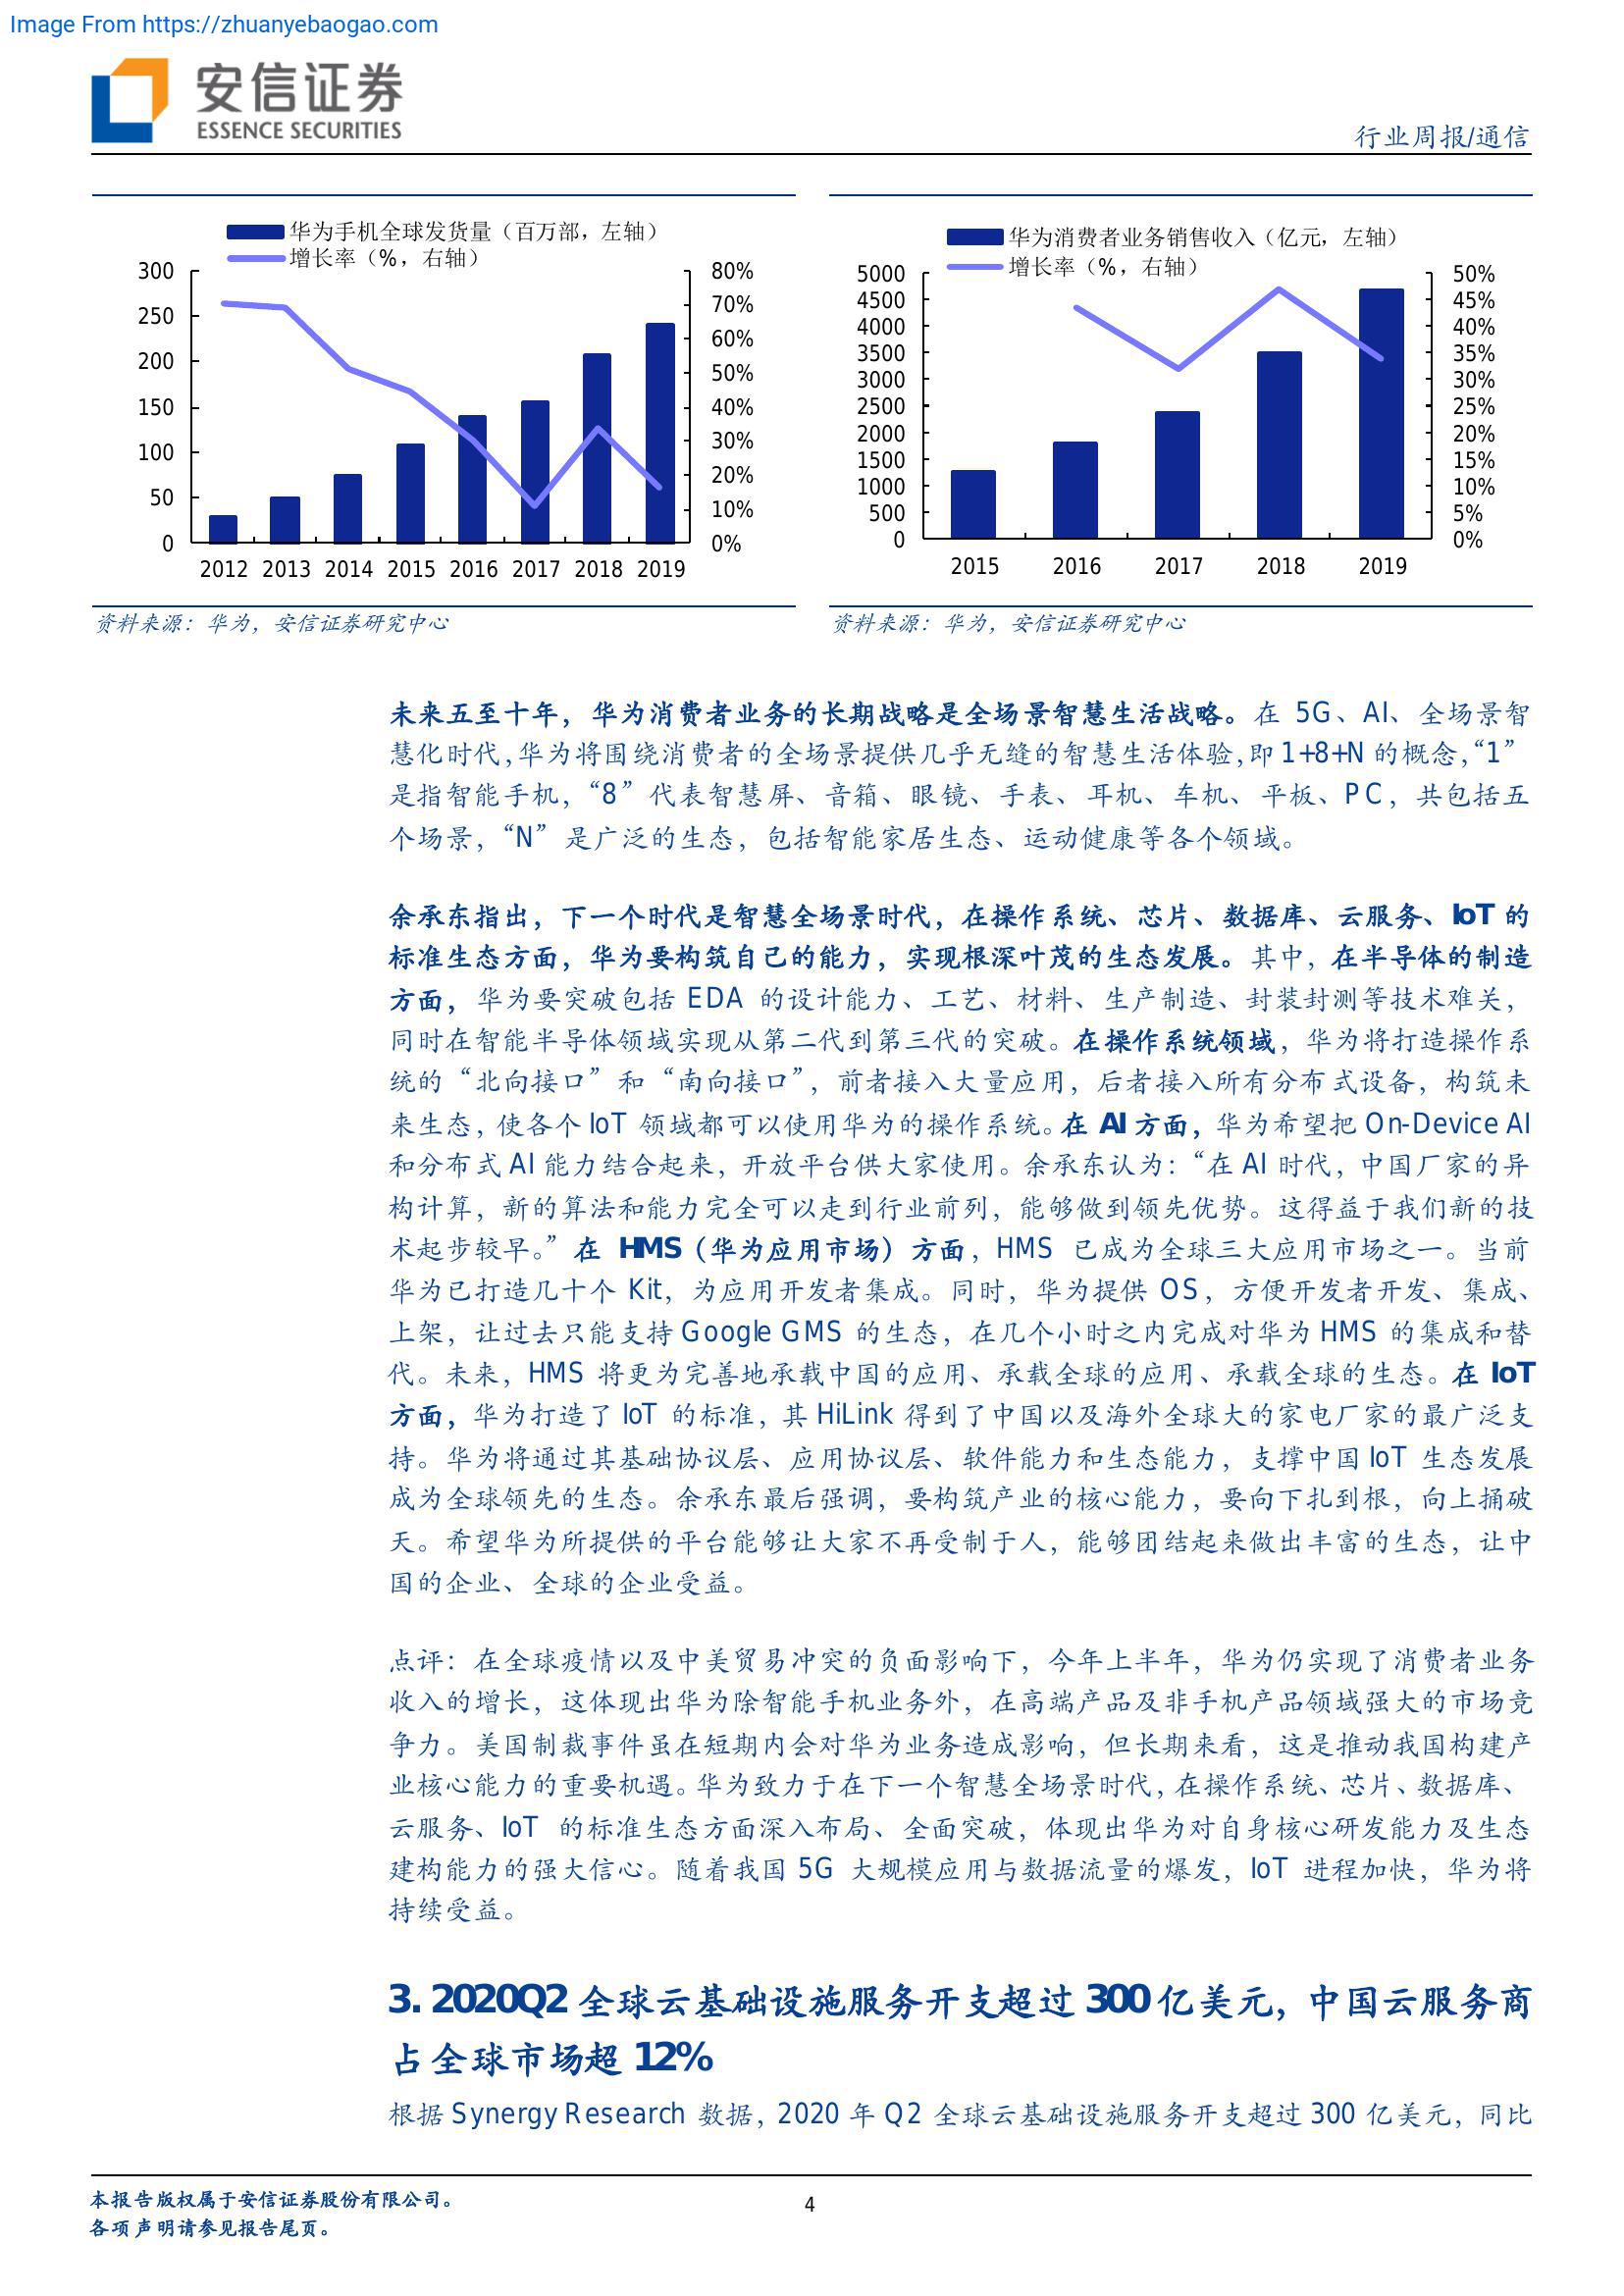 Image From https://zhuanyebaogao.com
安信证券
ESSENCE SECURITIES
行业周报/通信
华为手机全球发货量（百万部，左轴）
增长率（%，右轴）
300
250
200
150
100
50
0
80%
70%
60%
50%
40%
30%
20%
10%
0%
2012 2013 2014 2015 2016 2017 2018 2019
资料来源：华为，安信证券研究中心
华为消费者业务销售收入（亿元，左轴）
增长率（%，右轴）
5000
4500
4000
3500
3000
2500
2000
1500
1000
500
0
50%
45%
40%
35%
30%
25%
20%
15%
10%
5%
0%
2015 2016 2017 2018 2019
资料来源：华为，安信证券研究中心
未来五至十年，华为消费者业务的长期战略是全场景智慧生活战略。在 5G、AI、全场景智
慧化时代，华为将围绕消费者的全场景提供几乎无缝的智慧生活体验，即 1+8+N 的概念，“1”
是指智能手机，“8”代表智慧屏、音箱、眼镜、手表、耳机、车机、平板、PC，共包括五
个场景，“N”是广泛的生态，包括智能家居生态、运动健康等各个领域。
余承东指出，下一个时代是智慧全场景时代，在操作系统、芯片、数据库、云服务、IoT 的
标准生态方面，华为要构筑自己的能力，实现根深叶茂的生态发展。其中，在半导体的制造
方面，华为要突破包括 EDA 的设计能力、工艺、材料、生产制造、封装封测等技术难关，
同时在智能半导体领域实现从第二代到第三代的突破。在操作系统领域，华为将打造操作系
统的“北向接口”和“南向接口”，前者接入大量应用，后者接入所有分布式设备，构筑未
来生态，使各个 IoT 领域都可以使用华为的操作系统。在 AI 方面，华为希望把 On-Device AI
和分布式 AI 能力结合起来，开放平台供大家使用。余承东认为：“在 AI 时代，中国厂家的异
构计算，新的算法和能力完全可以走到行业前列，能够做到领先优势。这得益于我们新的技
术起步较早。”在 HMS（华为应用市场）方面，HMS 已成为全球三大应用市场之一。当前
华为已打造几十个 Kit，为应用开发者集成。同时，华为提供 OS，方便开发者开发、集成、
上架，让过去只能支持 Google GMS 的生态，在几个小时之内完成对华为 HMS 的集成和替
代。未来，HMS 将更为完善地承载中国的应用、承载全球的应用、承载全球的生态。在 IoT
方面，华为打造了 IoT 的标准，其 HiLink 得到了中国以及海外全球大的家电厂家的最广泛支
持。华为将通过其基础协议层、应用协议层、软件能力和生态能力，支撑中国 IoT 生态发展
成为全球领先的生态。余承东最后强调，要构筑产业的核心能力，要向下扎到根，向上捅破
天。希望华为所提供的平台能够让大家不再受制于人，能够团结起来做出丰富的生态，让中
国的企业、全球的企业受益。
点评：在全球疫情以及中美贸易冲突的负面影响下，今年上半年，华为仍实现了消费者业务
收入的增长，这体现出华为除智能手机业务外，在高端产品及非手机产品领域强大的市场竞
争力。美国制裁事件虽在短期内会对华为业务造成影响，但长期来看，这是推动我国构建产
业核心能力的重要机遇。华为致力于在下一个智慧全场景时代，在操作系统、芯片、数据库、
云服务、IoT 的标准生态方面深入布局、全面突破，体现出华为对自身核心研发能力及生态
建构能力的强大信心。随着我国 5G 大规模应用与数据流量的爆发，IoT 进程加快，华为将
持续受益。
3. 2020Q2 全球云基础设施服务开支超过 300 亿美元，中国云服务商
占全球市场超 12%
根据 Synergy Research 数据，2020 年 Q2 全球云基础设施服务开支超过 300 亿美元，同比
本报告版权属于安信证券股份有限公司。
各项声明请参见报告尾页。
4